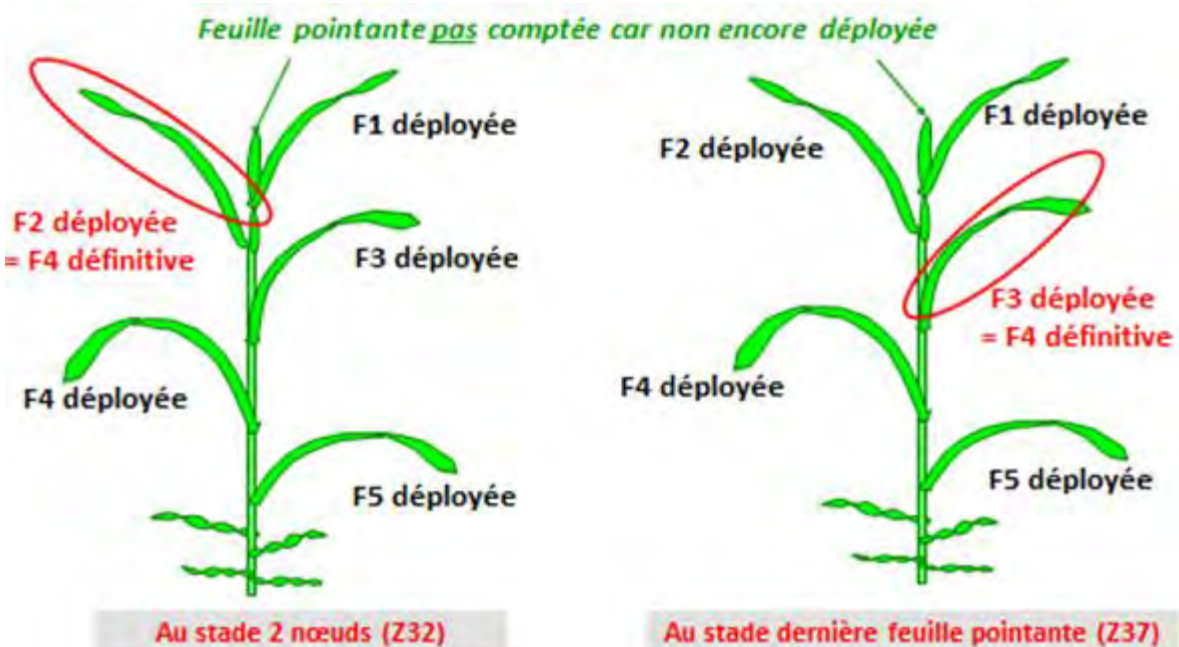 Feuille pointante pas comptée car non encore déployée
F1 déployée
F2 déployée
= F4 définitive
F3 déployée
F4 déployée
F5 déployée
Au stade 2 nœuds (Z32)
F1 déployée
F2 déployée
F3 déployée
= F4 définitive
F4 déployée
F5 déployée
Au stade dernière feuille pointante (Z37)